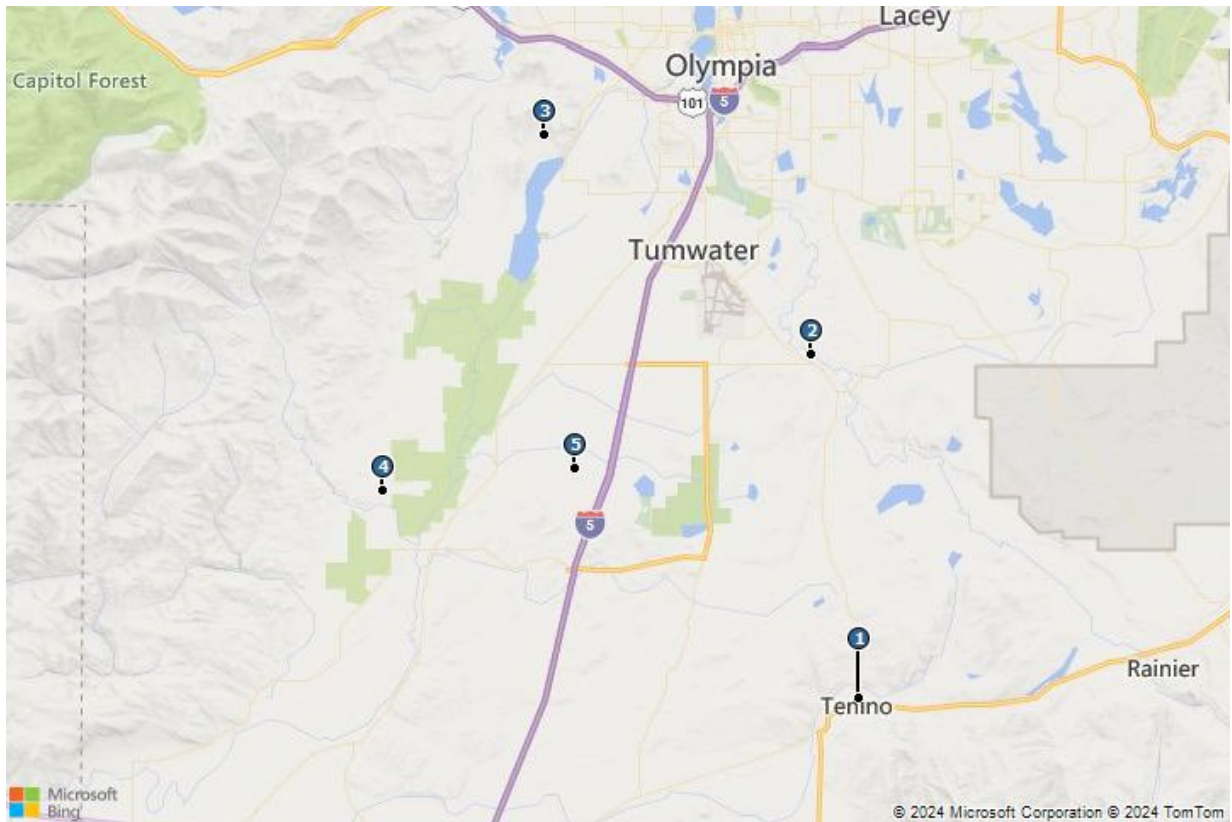 Lacey
Capitol Forest
Olympia
101
5
3
Tumwater
2
5
4
5
1
Rainier
Tenino
Microsoft
Bing
© 2024 Microsoft Corporation © 2024 TomTom